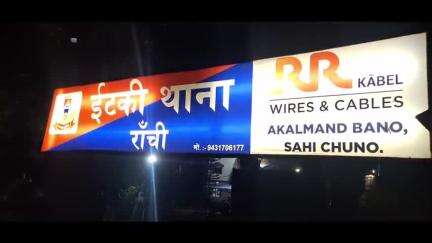 ईटकी थाना
राँची
मो. :- 9431706177
RR KABEL
WIRES & CABLES
AKALMAND BANO,
SAHI CHUNO.